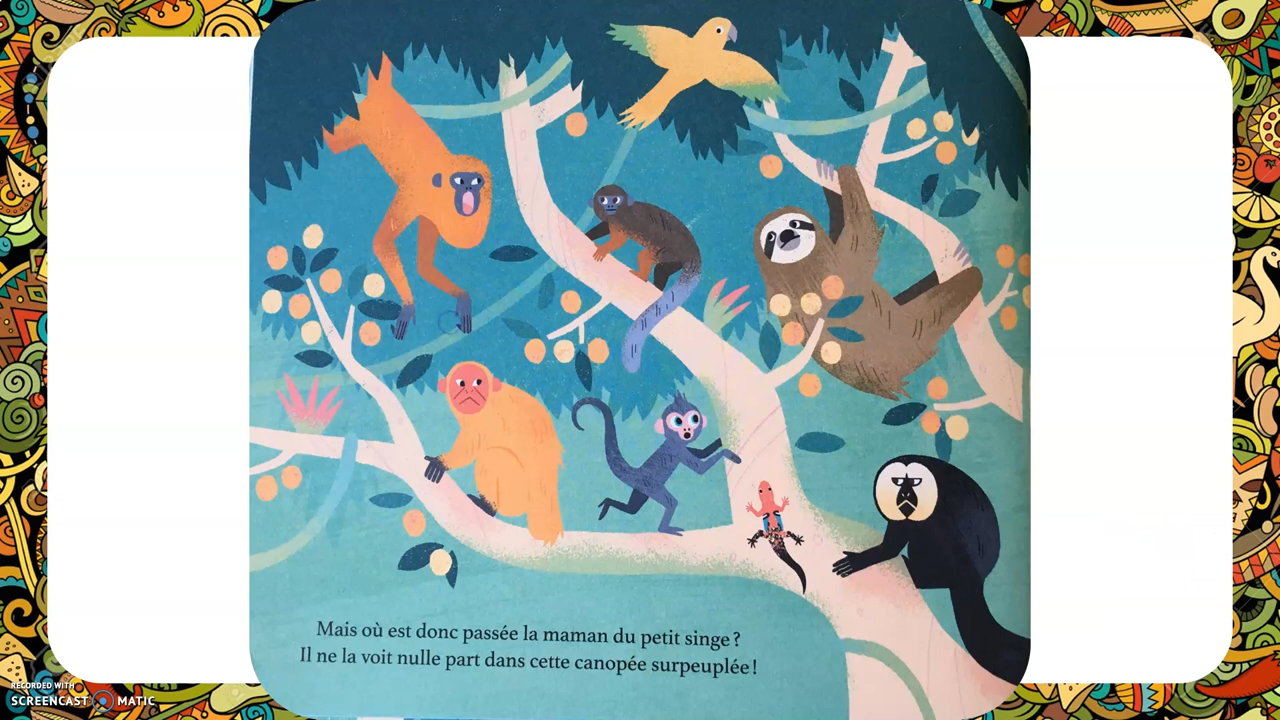 Mais où est donc passée la maman du petit singe ?
Il ne la voit nulle part dans cette canopée surpeuplée !
RECORDED WITH
SCREENCAST MATIC